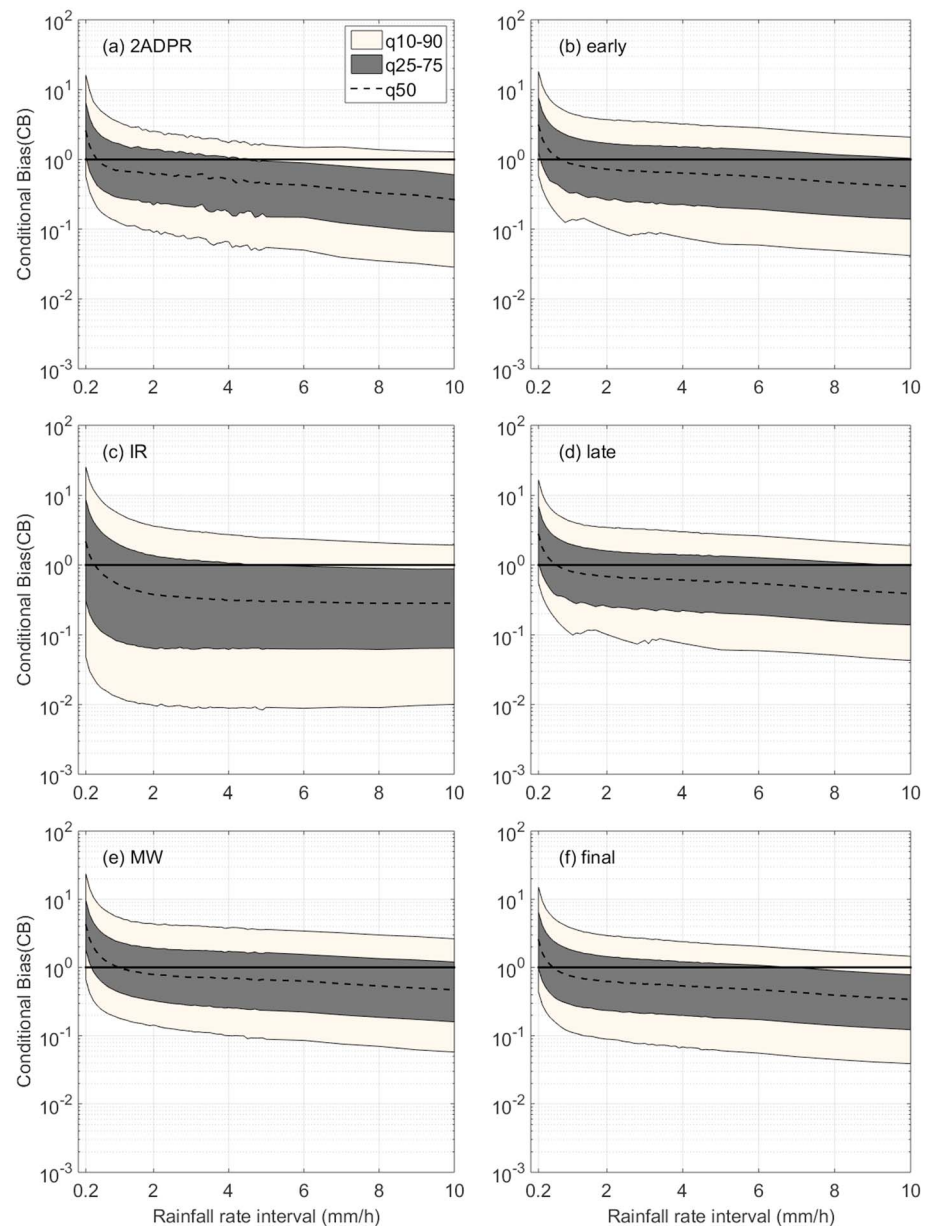 10^2
(a) 2ADPR
q10-90
q25-75
q50
10^1
10^0
10^-1
10^-2
10^-3
Conditional Bias(CB)
0.2 2 4 6 8 10
10^2
(b) early
10^1
10^0
10^-1
10^-2
10^-3
0.2 2 4 6 8 10
10^2
(c) IR
10^1
10^0
10^-1
10^-2
10^-3
Conditional Bias(CB)
0.2 2 4 6 8 10
10^2
(d) late
10^1
10^0
10^-1
10^-2
10^-3
0.2 2 4 6 8 10
10^2
(e) MW
10^1
10^0
10^-1
10^-2
10^-3
Conditional Bias(CB)
0.2 2 4 6 8 10
Rainfall rate interval (mm/h)
10^2
(f) final
10^1
10^0
10^-1
10^-2
10^-3
0.2 2 4 6 8 10
Rainfall rate interval (mm/h)